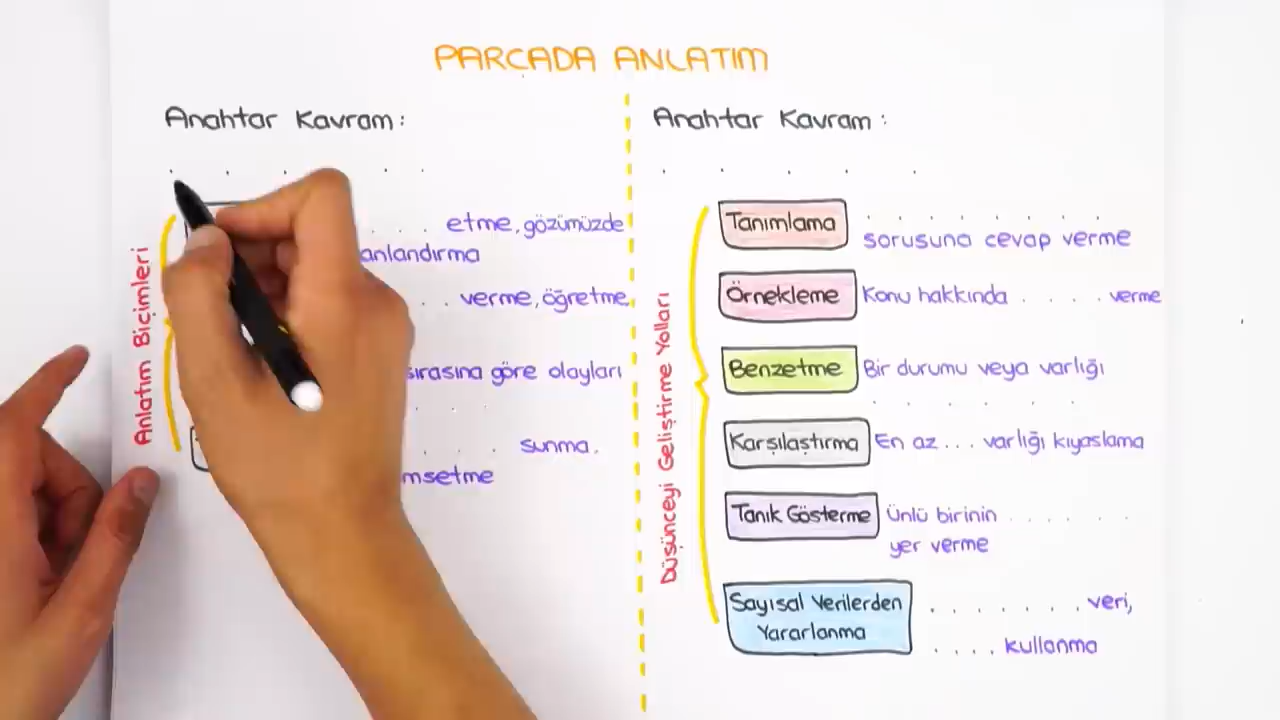 PARÇADA ANLATIM
Anahtar Kavram :
. . . . .
Anlatım Biçimleri
. . . etme, gözümüzde
anlandırma
. . verme, öğretme
sırasına göre olayları
. . . .
. . . . sunma.
msetme
Anahtar Kavram :
. . . . .
Düşünceyi Geliştirme Yolları
Tanımlama . . . . . . . . .
sorusuna cevap verme
Örnekleme Konu hakkında . . . . verme
Benzetme Bir durumu veya varlığı
. . . . . . . .
Karşılaştırma En az . . . varlığı kıyaslama
Tanık Gösterme Ünlü birinin . . . . . . .
yer verme
Sayısal Verilerden . . . . . . . veri,
Yararlanma . . . . kullanma